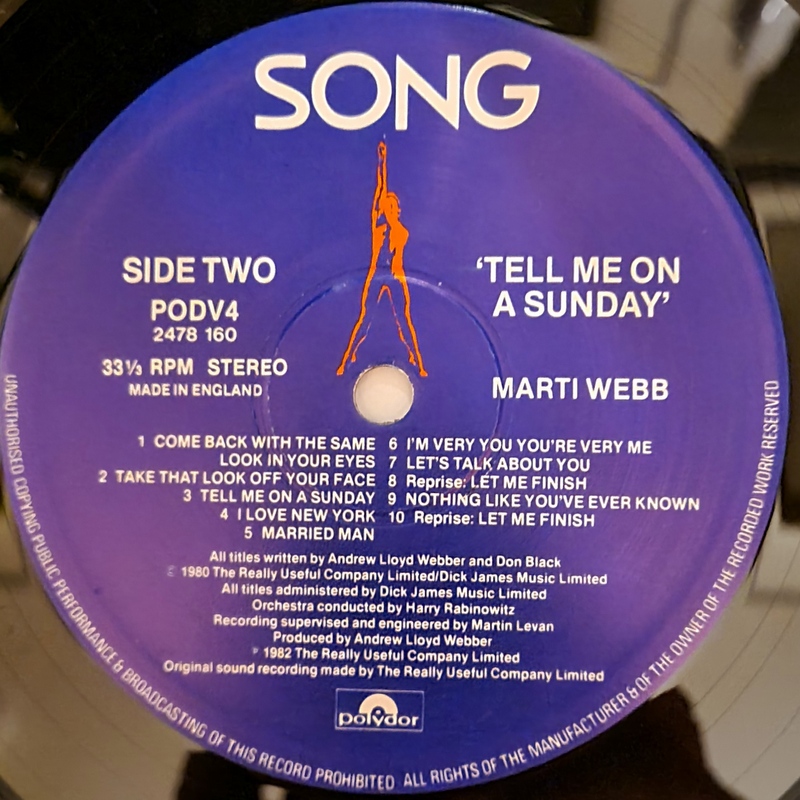 SONG
SIDE TWO
PODV4
2478 160
33⅓ RPM STEREO
MADE IN ENGLAND
'TELL ME ON
A SUNDAY'
MARTI WEBB
1 COME BACK WITH THE SAME
LOOK IN YOUR EYES
2 TAKE THAT LOOK OFF YOUR FACE
3 TELL ME ON A SUNDAY
4 I LOVE NEW YORK
5 MARRIED MAN
6 I'M VERY YOU YOU'RE VERY ME
7 LET'S TALK ABOUT YOU
8 Reprise: LET ME FINISH
9 NOTHING LIKE YOU'VE EVER KNOWN
10 Reprise: LET ME FINISH
All titles written by Andrew Lloyd Webber and Don Black
© 1980 The Really Useful Company Limited/Dick James Music Limited
All titles administered by Dick James Music Limited
Orchestra conducted by Harry Rabinowitz
Recording supervised and engineered by Martin Levan
Produced by Andrew Lloyd Webber
℗ 1982 The Really Useful Company Limited
Original sound recording made by The Really Useful Company Limited
polydor
UNAUTHORISED COPYING PUBLIC PERFORMANCE & BROADCASTING OF THIS RECORD PROHIBITED ALL RIGHTS OF THE MANUFACTURER & OF THE OWNER OF THE RECORDED WORK RESERVED